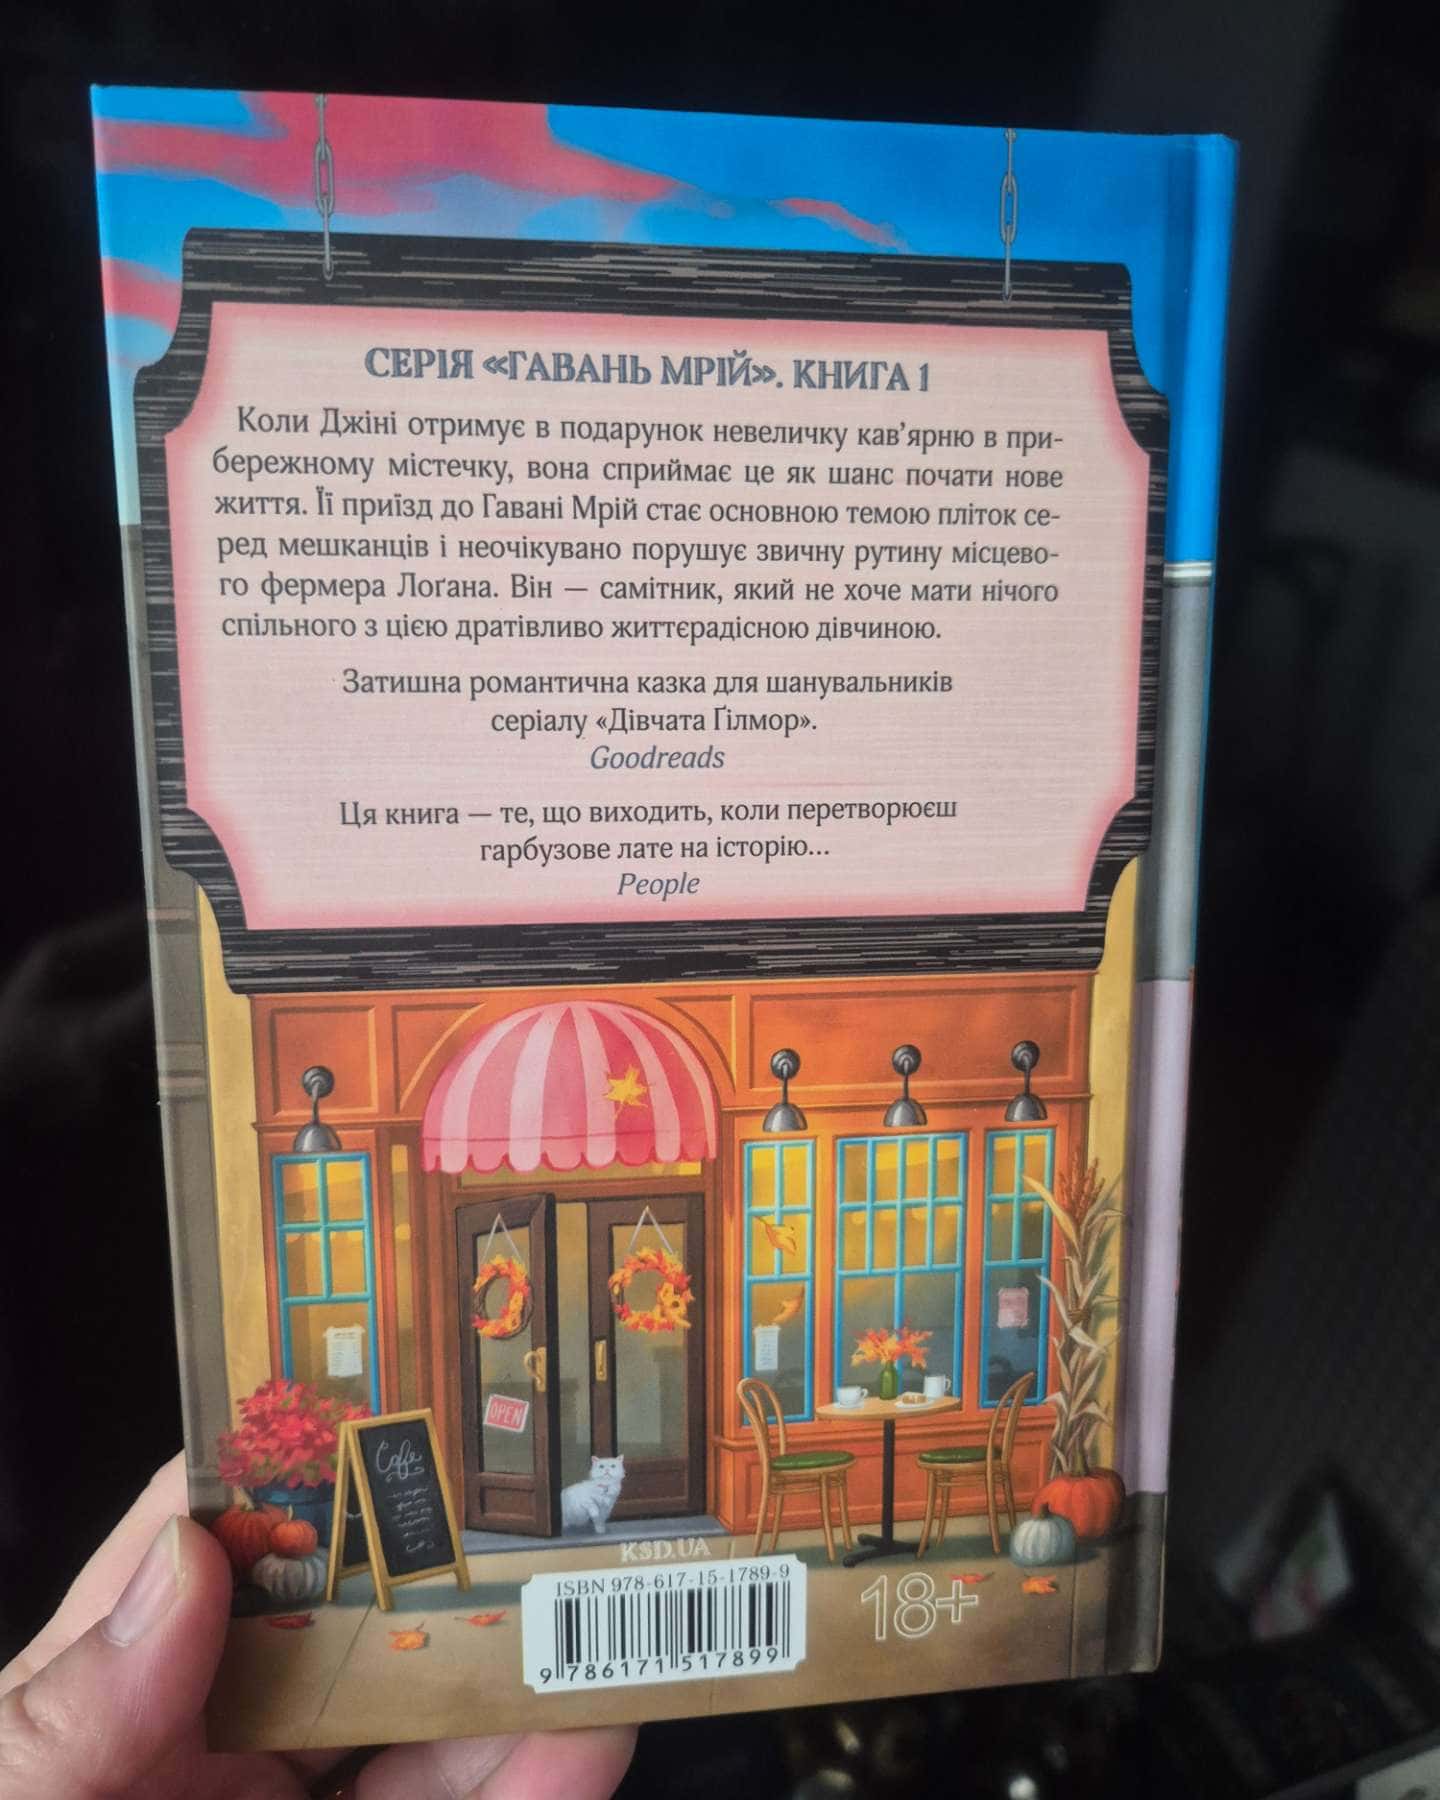 СЕРІЯ «ГАВАНЬ МРІЙ». КНИГА 1
Коли Джіні отримує в подарунок невеличку кав’ярню в при-
бережному містечку, вона сприймає це як шанс почати нове
життя. Її приїзд до Гавані Мрій стає основною темою пліток се-
ред мешканців і неочікувано порушує звичну рутину місцево-
го фермера Лоґана. Він — самітник, який не хоче мати нічого
спільного з цією дратівливо життєрадісною дівчиною.
Затишна романтична казка для шанувальників
серіалу «Дівчата Ґілмор».
Goodreads
Ця книга — те, що виходить, коли перетворюєш
гарбузове лате на історію...
People
OPEN
Cafe
KSD.UA
ISBN 978-617-15-1789-9
9 786171 517899
18+